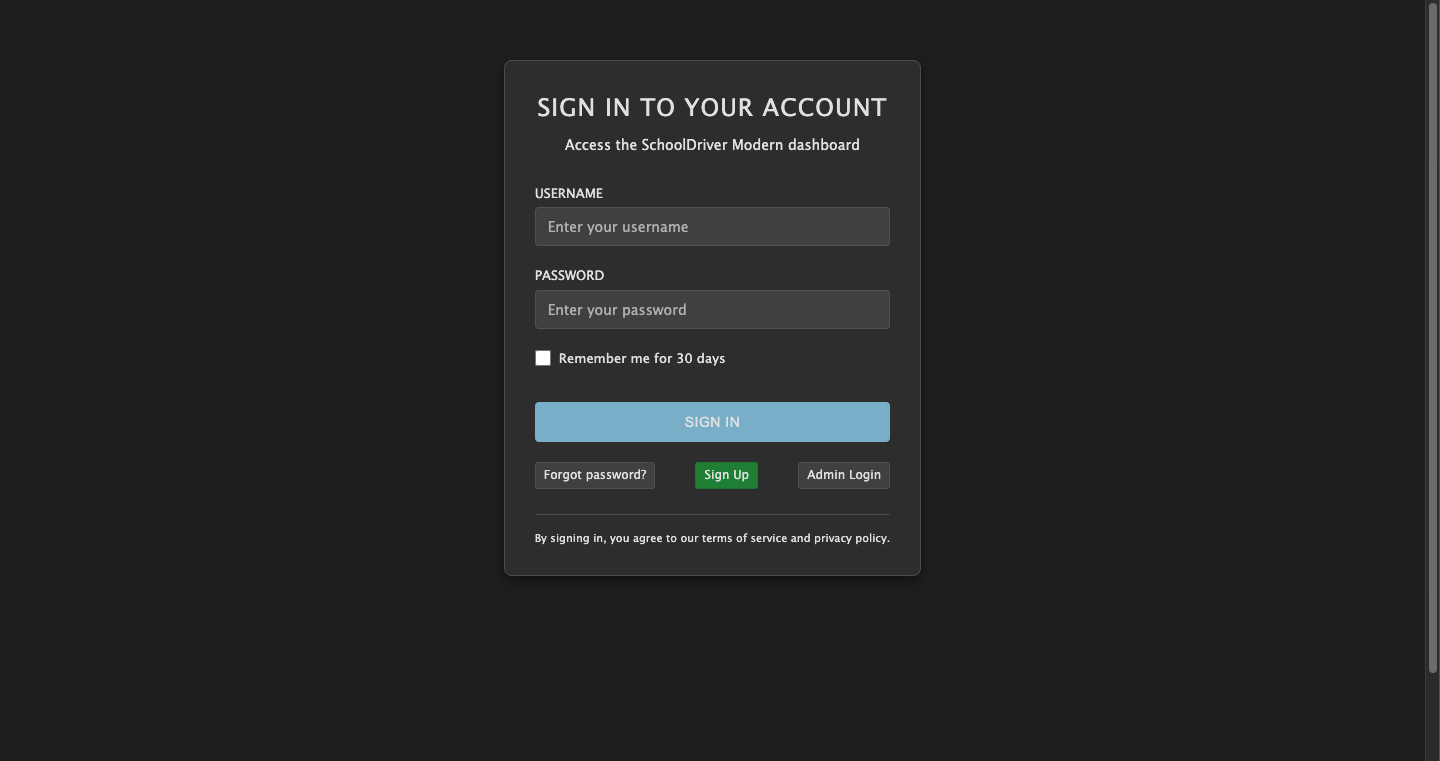 SIGN IN TO YOUR ACCOUNT
Access the SchoolDriver Modern dashboard
USERNAME
Enter your username
PASSWORD
Enter your password
Remember me for 30 days
SIGN IN
Forgot password? Sign Up Admin Login
By signing in, you agree to our terms of service and privacy policy.